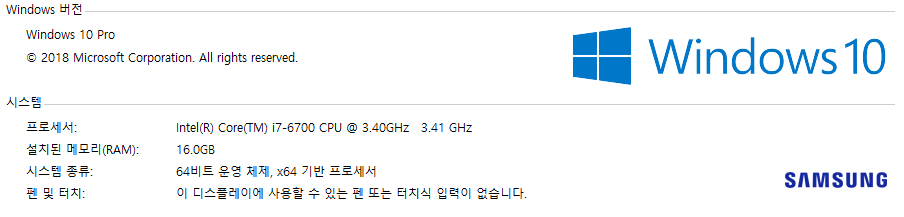 Windows 버전
Windows 10 Pro
© 2018 Microsoft Corporation. All rights reserved.
Windows 10
시스템
프로세서: Intel(R) Core(TM) i7-6700 CPU @ 3.40GHz 3.41 GHz
설치된 메모리(RAM): 16.0GB
시스템 종류: 64비트 운영 체제, x64 기반 프로세서
펜 및 터치: 이 디스플레이에 사용할 수 있는 펜 또는 터치식 입력이 없습니다.
SAMSUNG